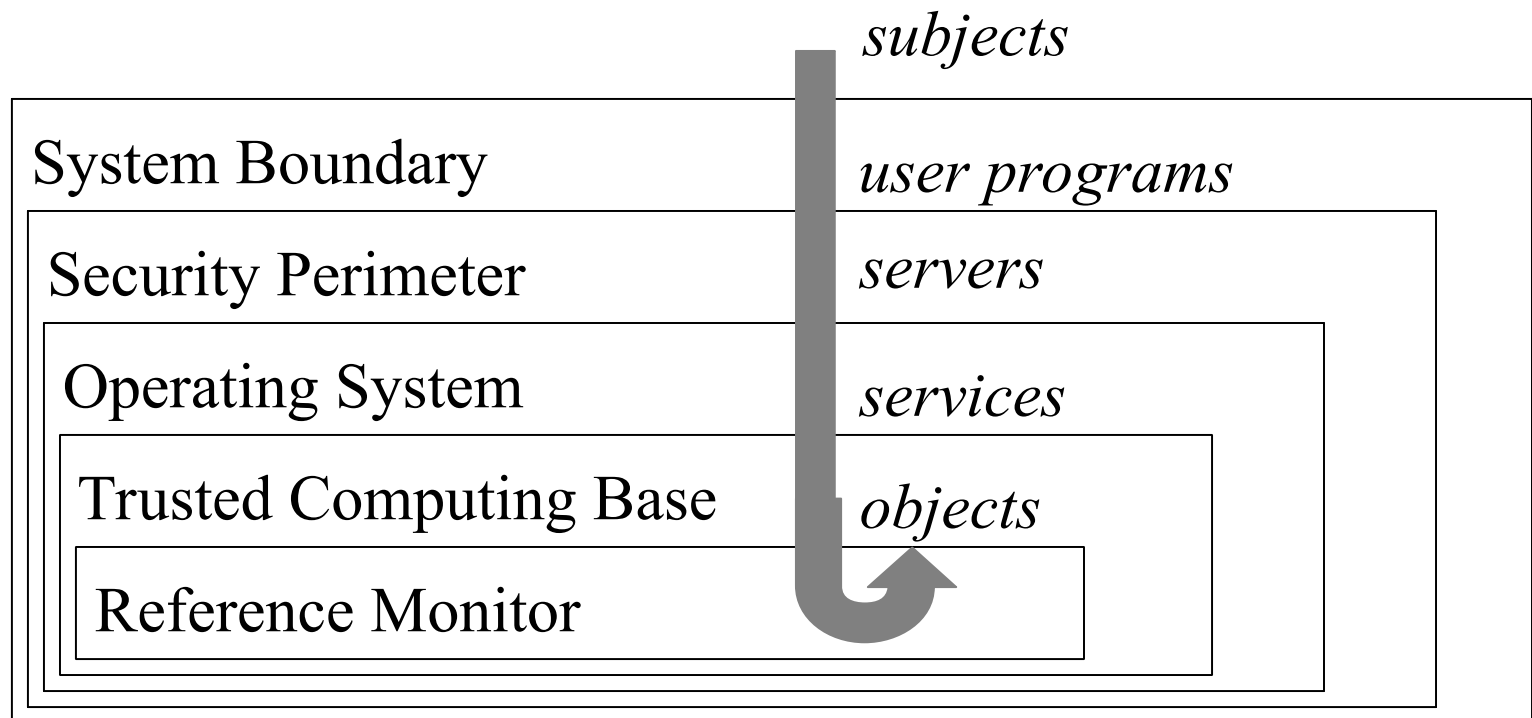 subjects
System Boundary
user programs
Security Perimeter
servers
Operating System
services
Trusted Computing Base
objects
Reference Monitor